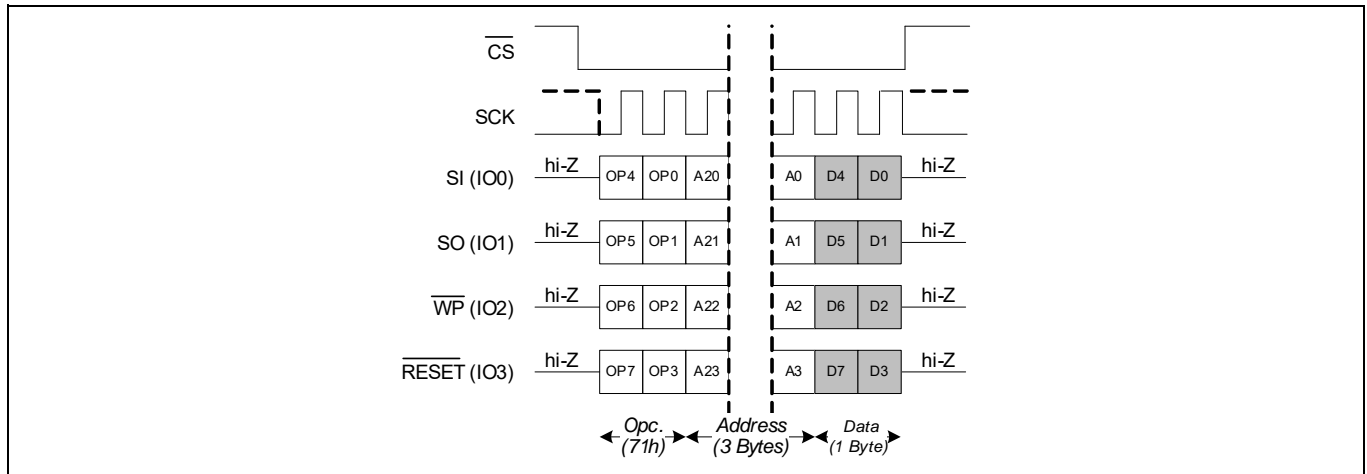 CS
SCK
SI (IO0) hi-Z OP4 OP0 A20 A0 D4 D0 hi-Z
SO (IO1) hi-Z OP5 OP1 A21 A1 D5 D1 hi-Z
WP (IO2) hi-Z OP6 OP2 A22 A2 D6 D2 hi-Z
RESET (IO3) hi-Z OP7 OP3 A23 A3 D7 D3 hi-Z
Opc. Address Data
(71h) (3 Bytes) (1 Byte)